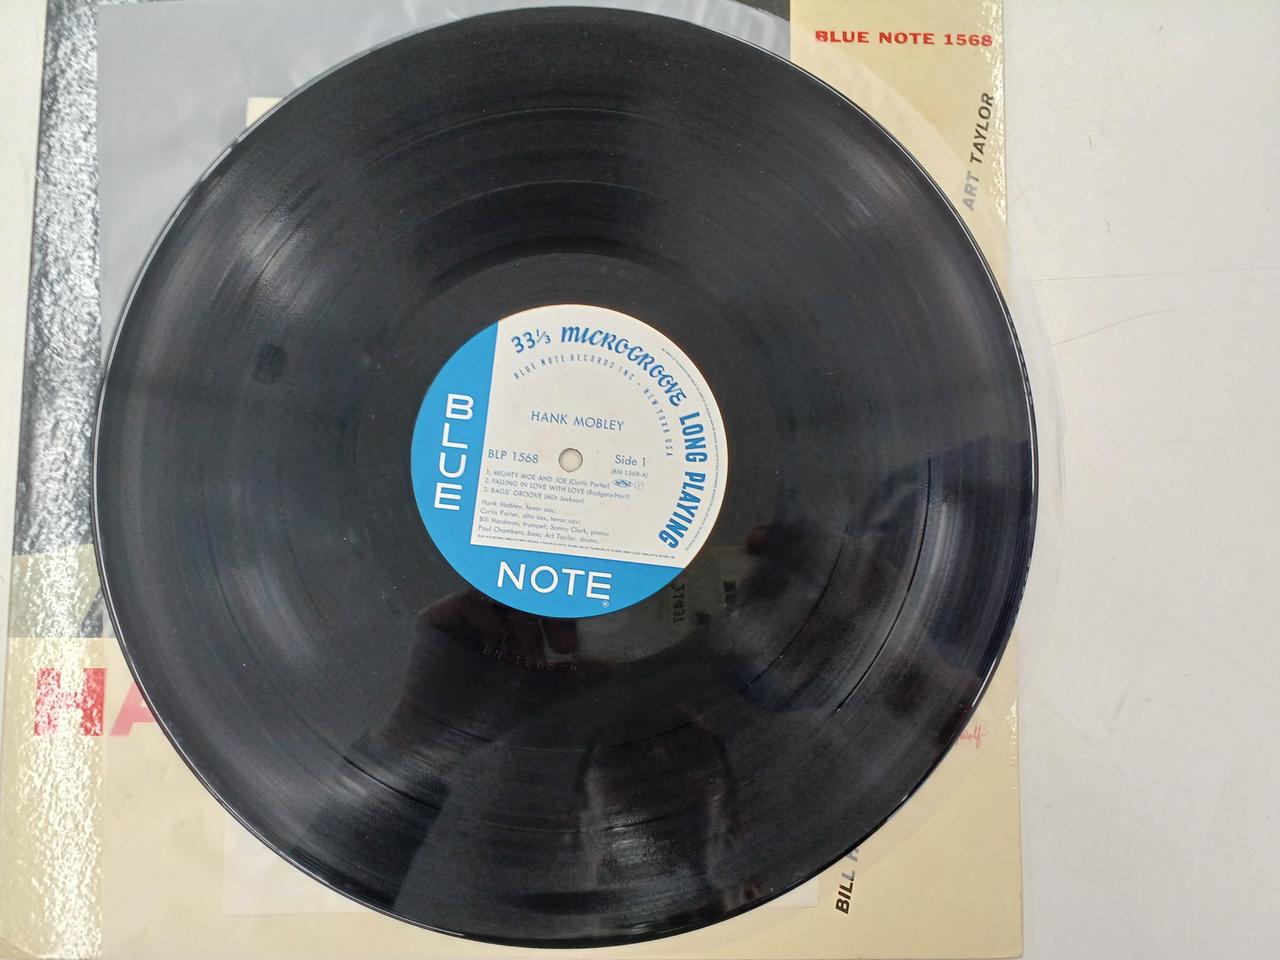 BLUE NOTE 1568
ART TAYLOR
33⅓ MICROGROOVE LONG PLAYING
BLUE NOTE RECORDS INC · NEW YORK USA
HANK MOBLEY
BLP 1568
Side 1
(BN 1568-A)
1. MIGHTY MOE AND JOE (Curtis Porter)
2. FALLING IN LOVE WITH LOVE (Rodgers-Hart)
3. BAGS' GROOVE (Milt Jackson)
Hank Mobley, tenor sax;
Curtis Porter, alto sax, tenor sax;
Bill Hardman, trumpet; Sonny Clark, piano;
Paul Chambers, bass; Art Taylor, drums.
BLUE
NOTE
®
BN 1568-A
HA
Wolf
BILL H